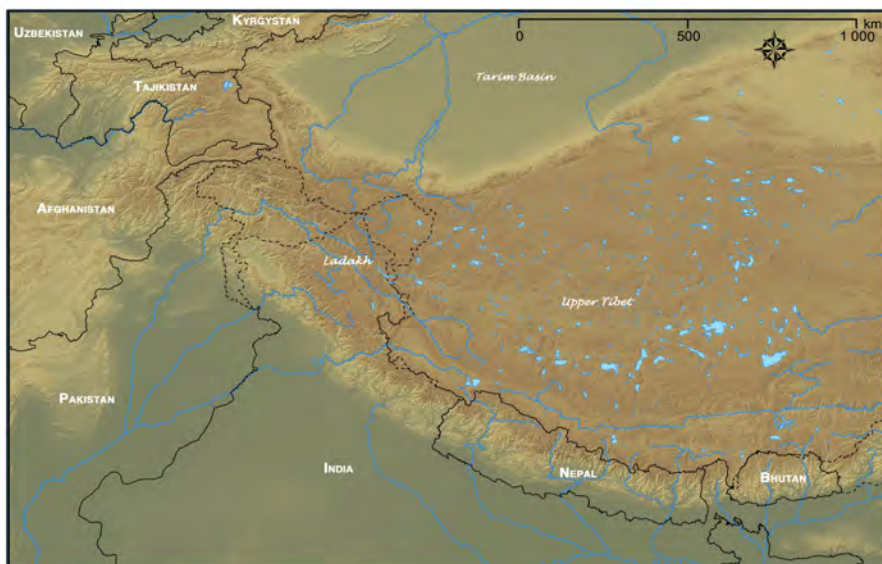 KYRGYSTAN
UZBEKISTAN
0 500 1 000 km
TAJIKISTAN
Tarim Basin
AFGHANISTAN
Ladakh
Upper Tibet
PAKISTAN
INDIA
NEPAL
BHUTAN